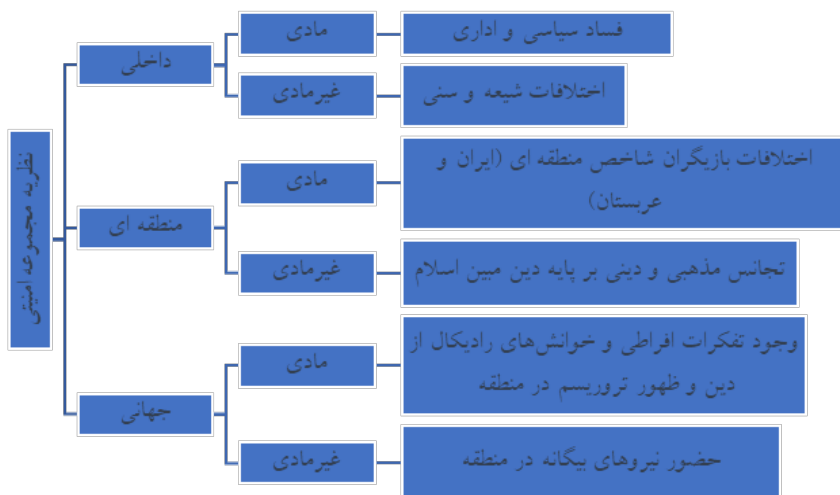 نظریه مجموعه امنیتی
داخلی
مادی
فساد سیاسی و اداری
غیرمادی
اختلافات شیعه و سنی
منطقه ای
مادی
اختلافات بازیگران شاخص منطقه ای (ایران و
عربستان)
غیرمادی
تجانس مذهبی و دینی بر پایه دین مبین اسلام
جهانی
مادی
وجود تفکرات افراطی و خوانش‌های رادیکال از
دین و ظهور تروریسم در منطقه
غیرمادی
حضور نیروهای بیگانه در منطقه